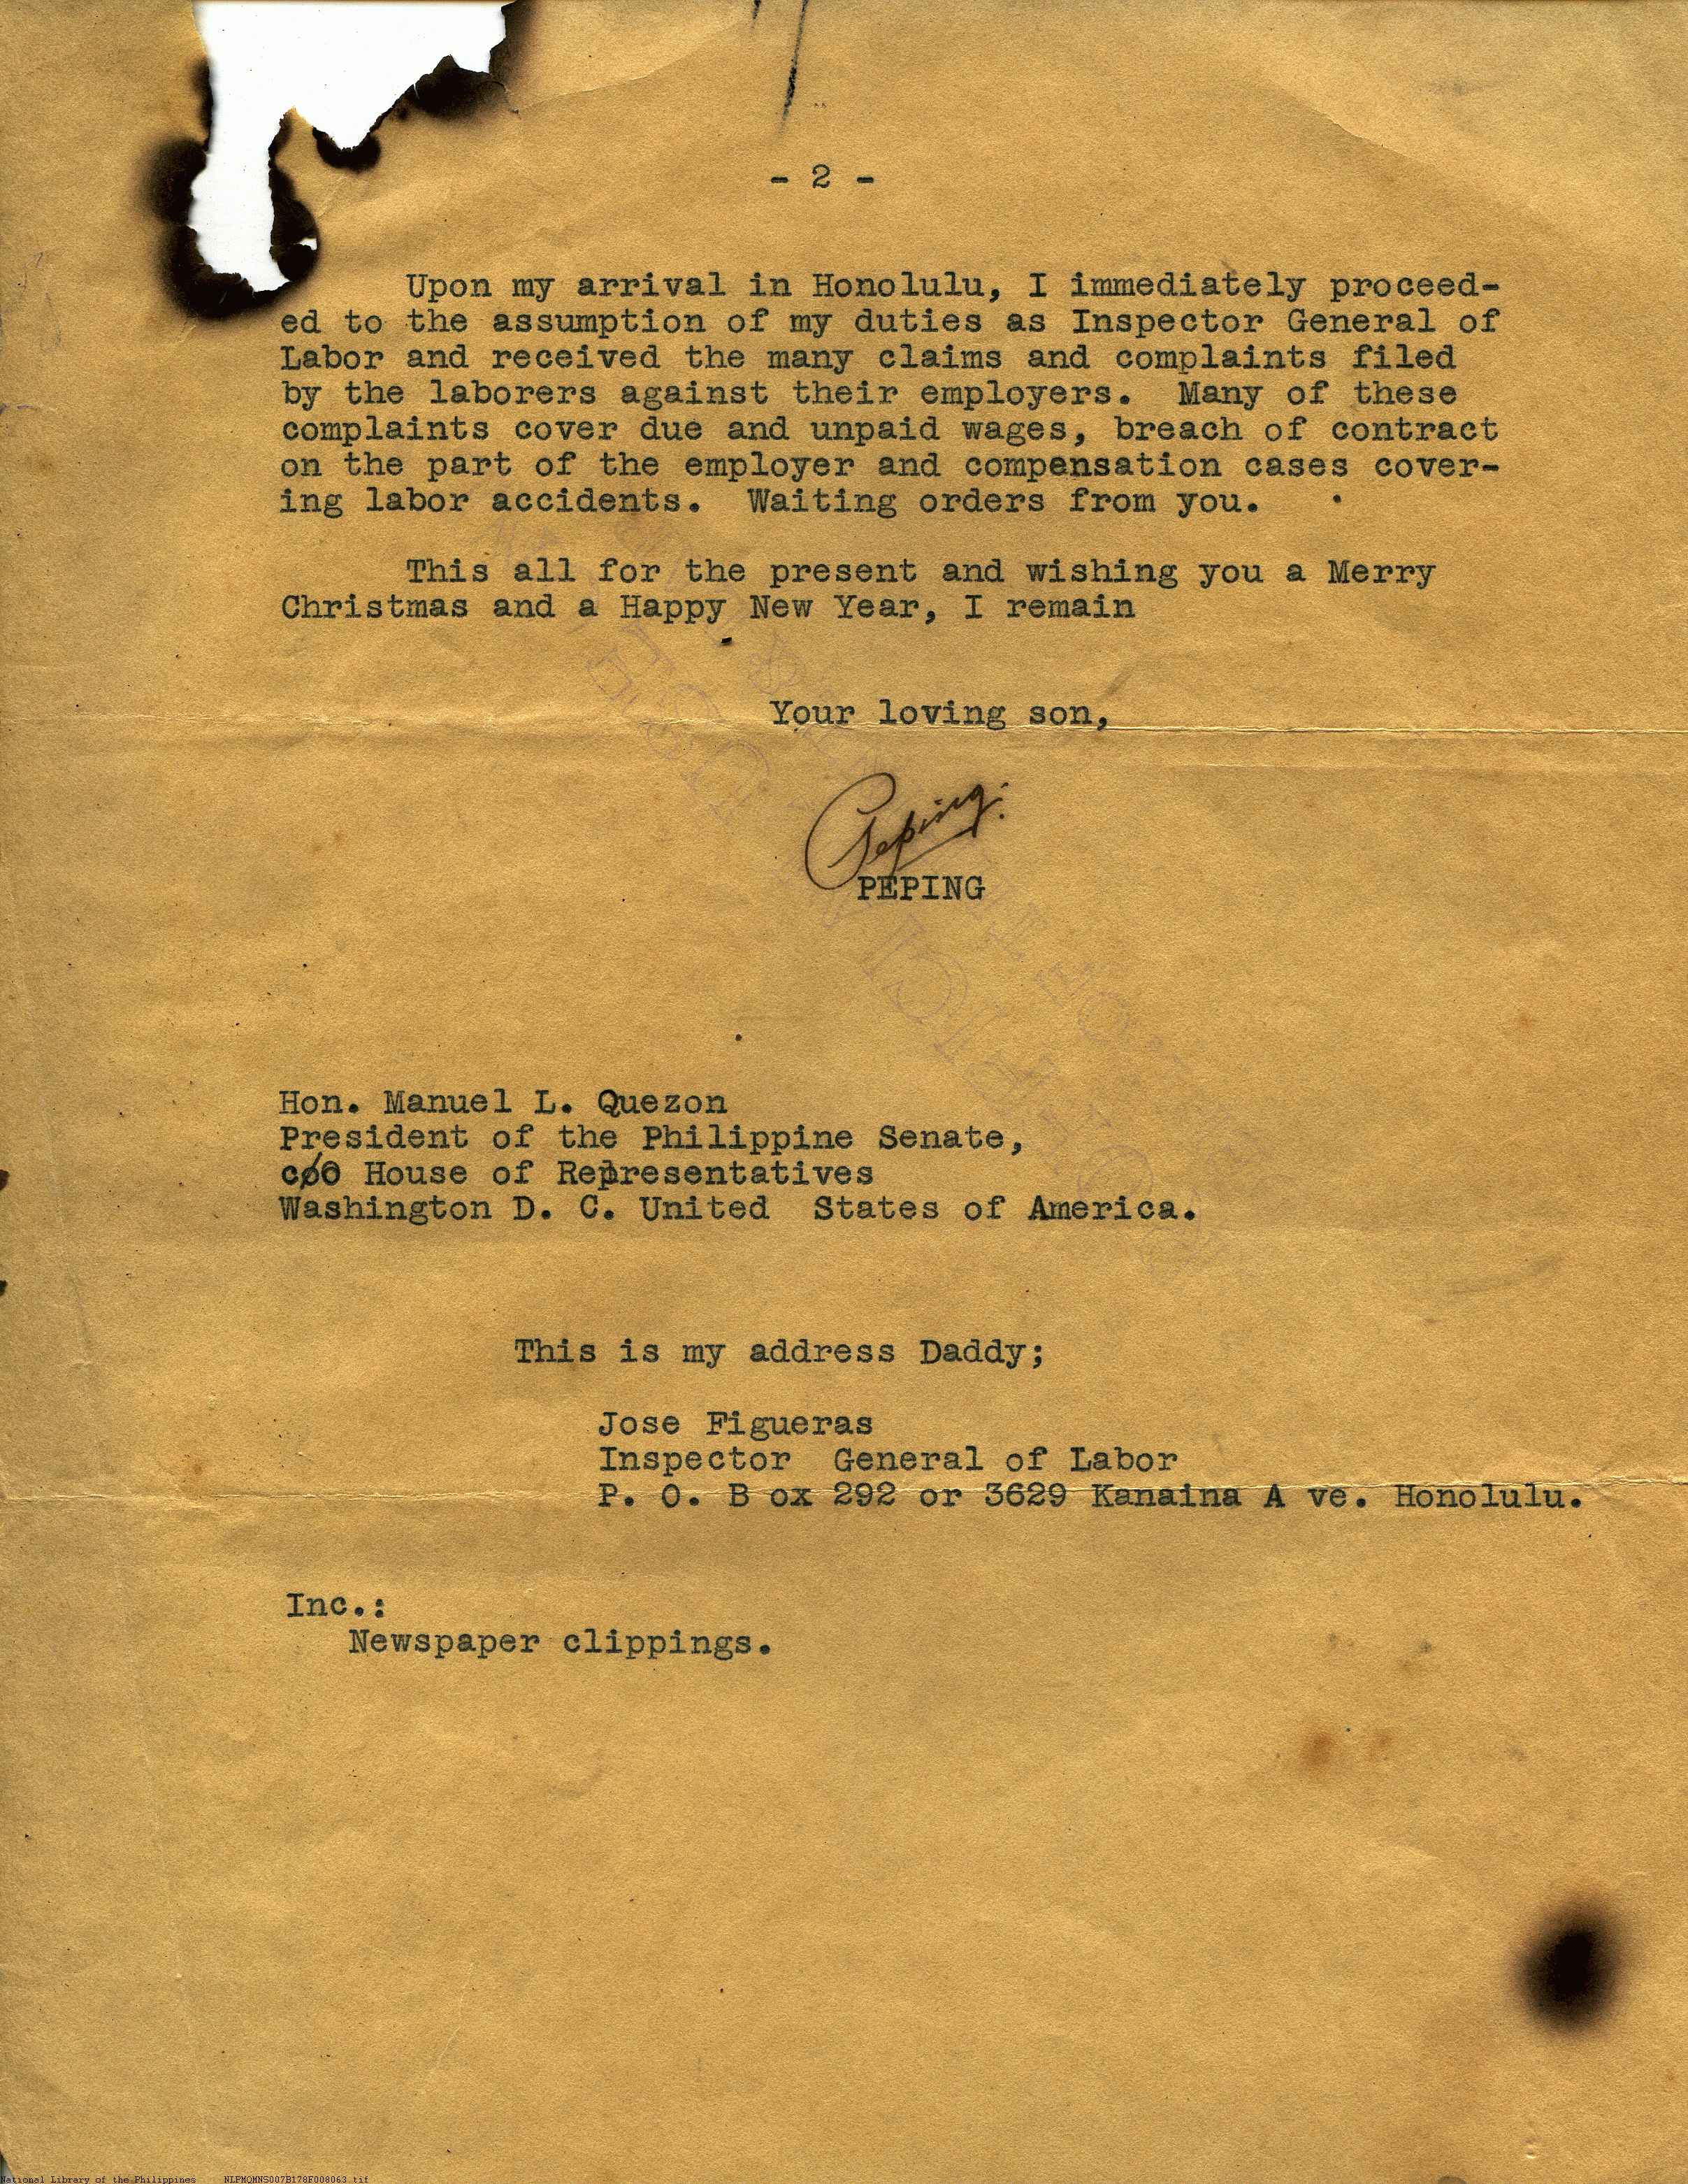 - 2 -
Upon my arrival in Honolulu, I immediately proceed-
ed to the assumption of my duties as Inspector General of
Labor and received the many claims and complaints filed
by the laborers against their employers. Many of these
complaints cover due and unpaid wages, breach of contract
on the part of the employer and compensation cases cover-
ing labor accidents. Waiting orders from you.
This all for the present and wishing you a Merry
Christmas and a Happy New Year, I remain
Your loving son,
Peping.
PEPING
Hon. Manuel L. Quezon
President of the Philippine Senate,
c/o House of Representatives
Washington D. C. United States of America.
This is my address Daddy;
Jose Figueras
Inspector General of Labor
P. O. B ox 292 or 3629 Kanaina A ve. Honolulu.
Inc.:
Newspaper clippings.
National Library of the Philippines NLPMQMNS007B178F008063.tif